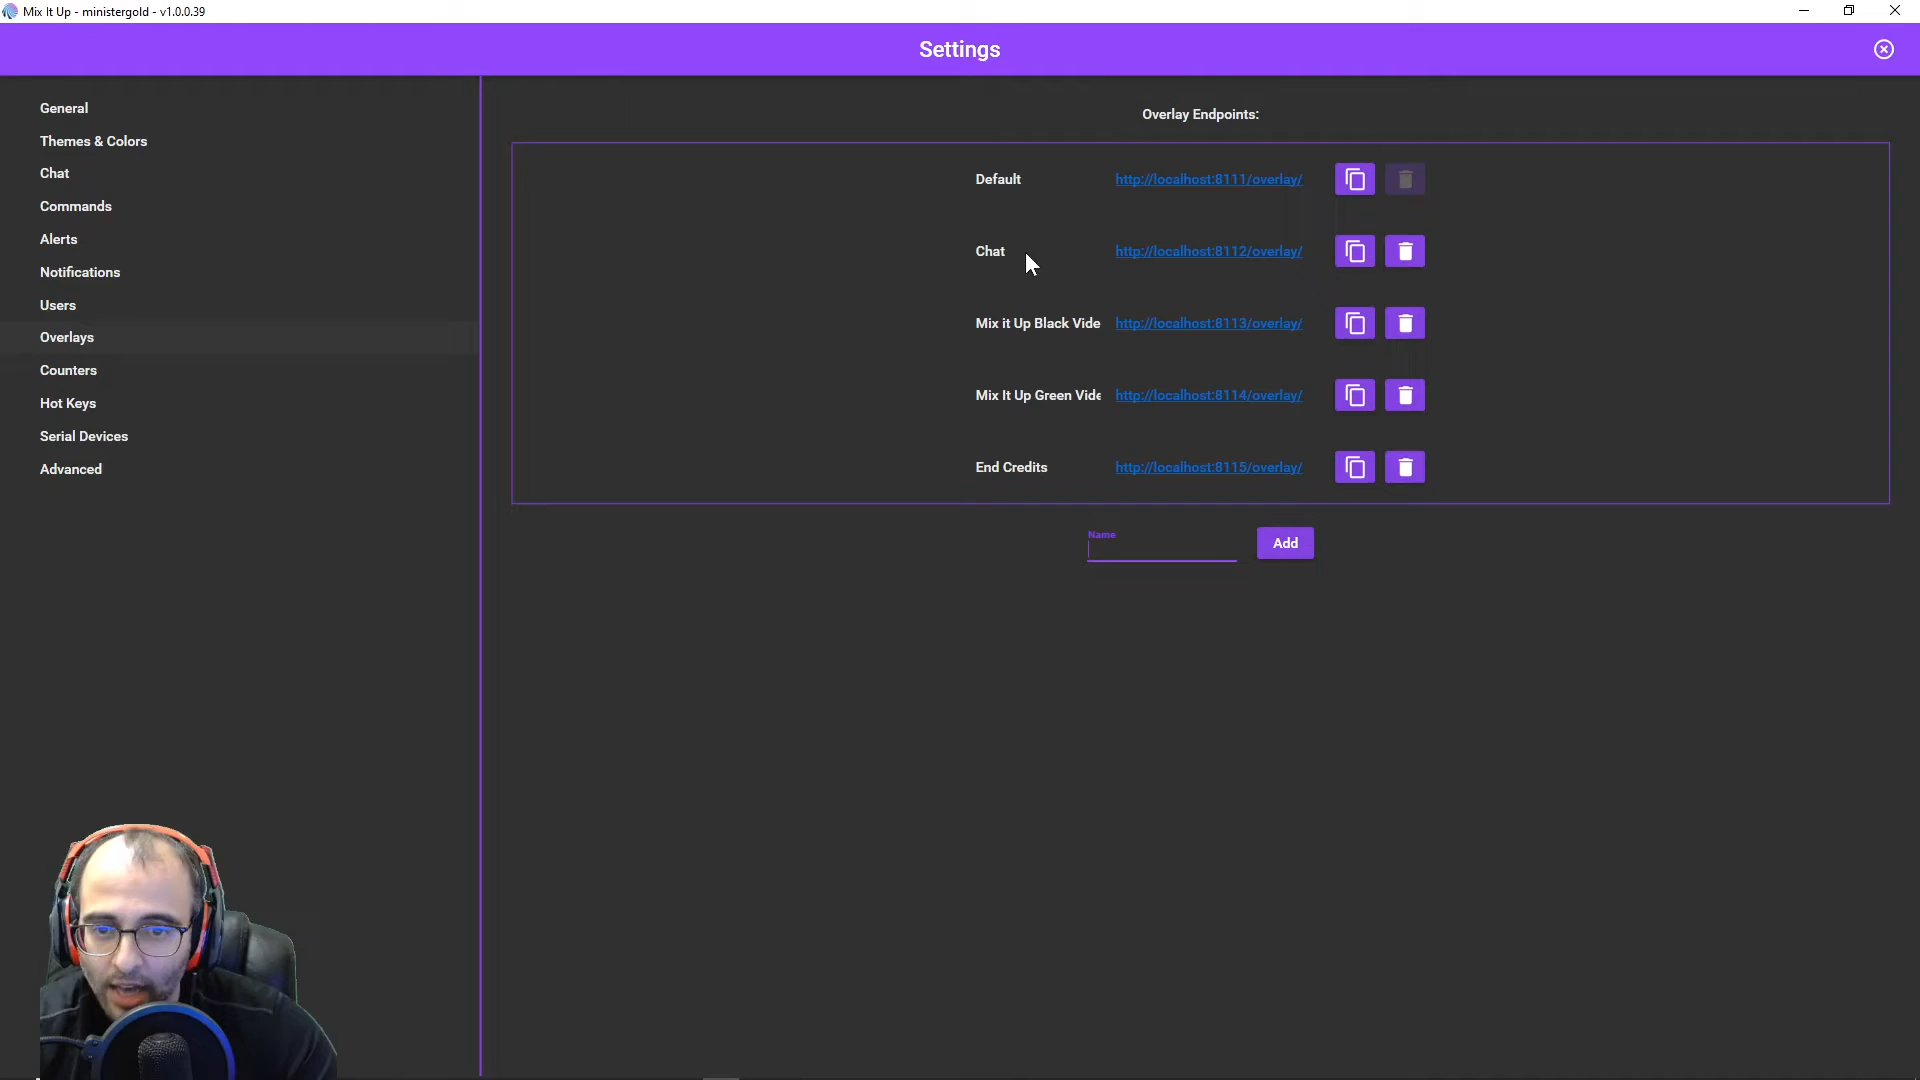 Mix It Up - ministergold - v1.0.0.39
Settings
General
Themes & Colors
Chat
Commands
Alerts
Notifications
Users
Overlays
Counters
Hot Keys
Serial Devices
Advanced
Overlay Endpoints:
Default http://localhost:8111/overlay/
Chat http://localhost:8112/overlay/
Mix it Up Black Vide http://localhost:8113/overlay/
Mix It Up Green Vide http://localhost:8114/overlay/
End Credits http://localhost:8115/overlay/
Name
Add